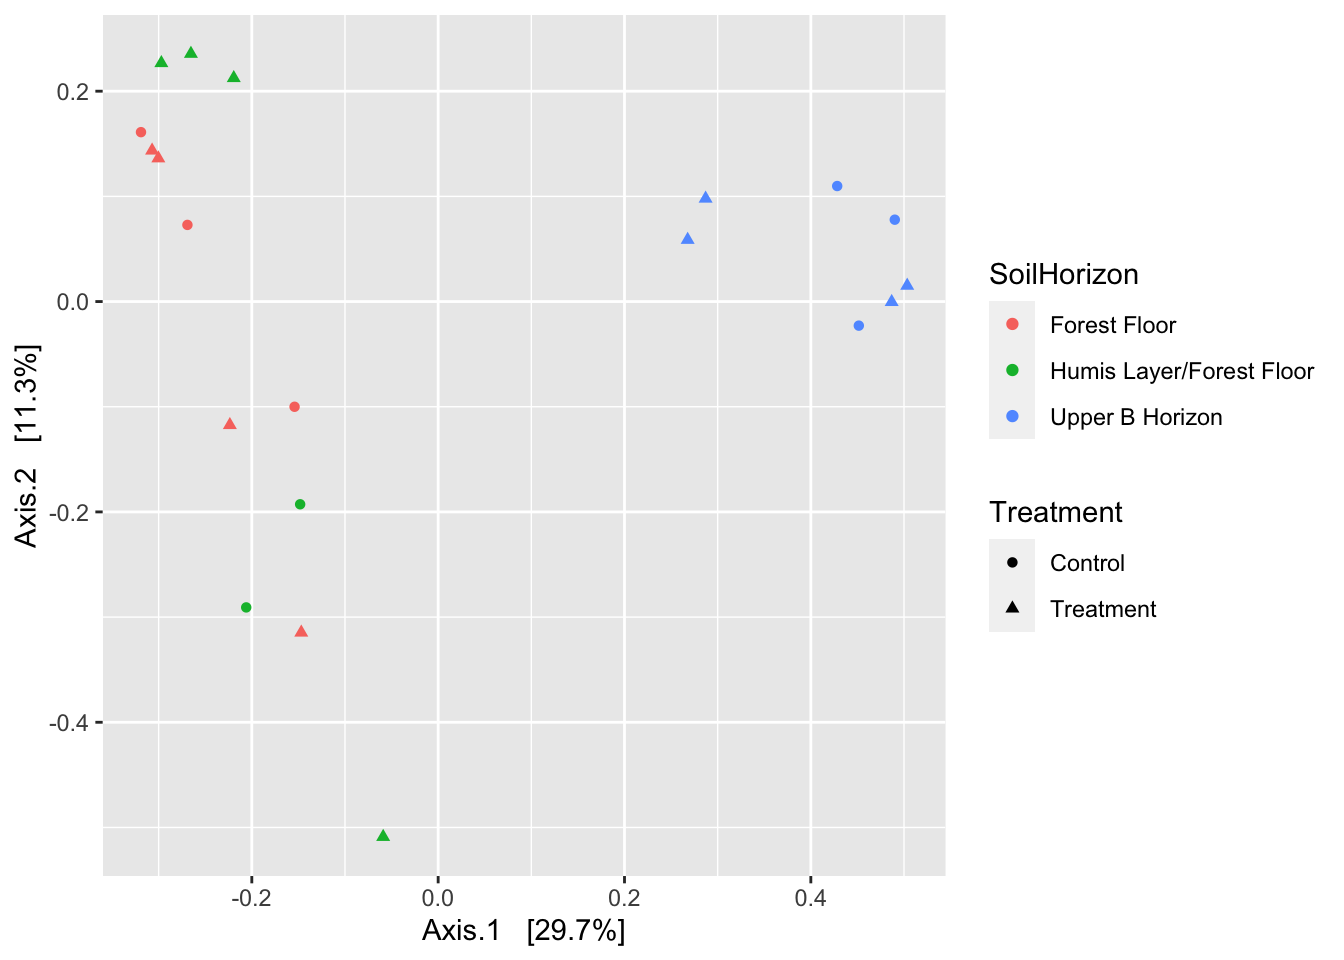 0.2
0.0
-0.2
-0.4
Axis.2 [11.3%]
-0.2 0.0 0.2 0.4
Axis.1 [29.7%]
SoilHorizon
Forest Floor
Humis Layer/Forest Floor
Upper B Horizon
Treatment
Control
Treatment